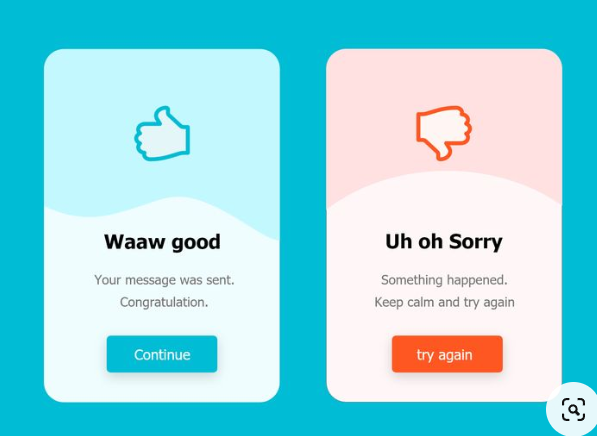 Waaw good
Your message was sent.
Congratulation.
Continue
Uh oh Sorry
Something happened.
Keep calm and try again
try again